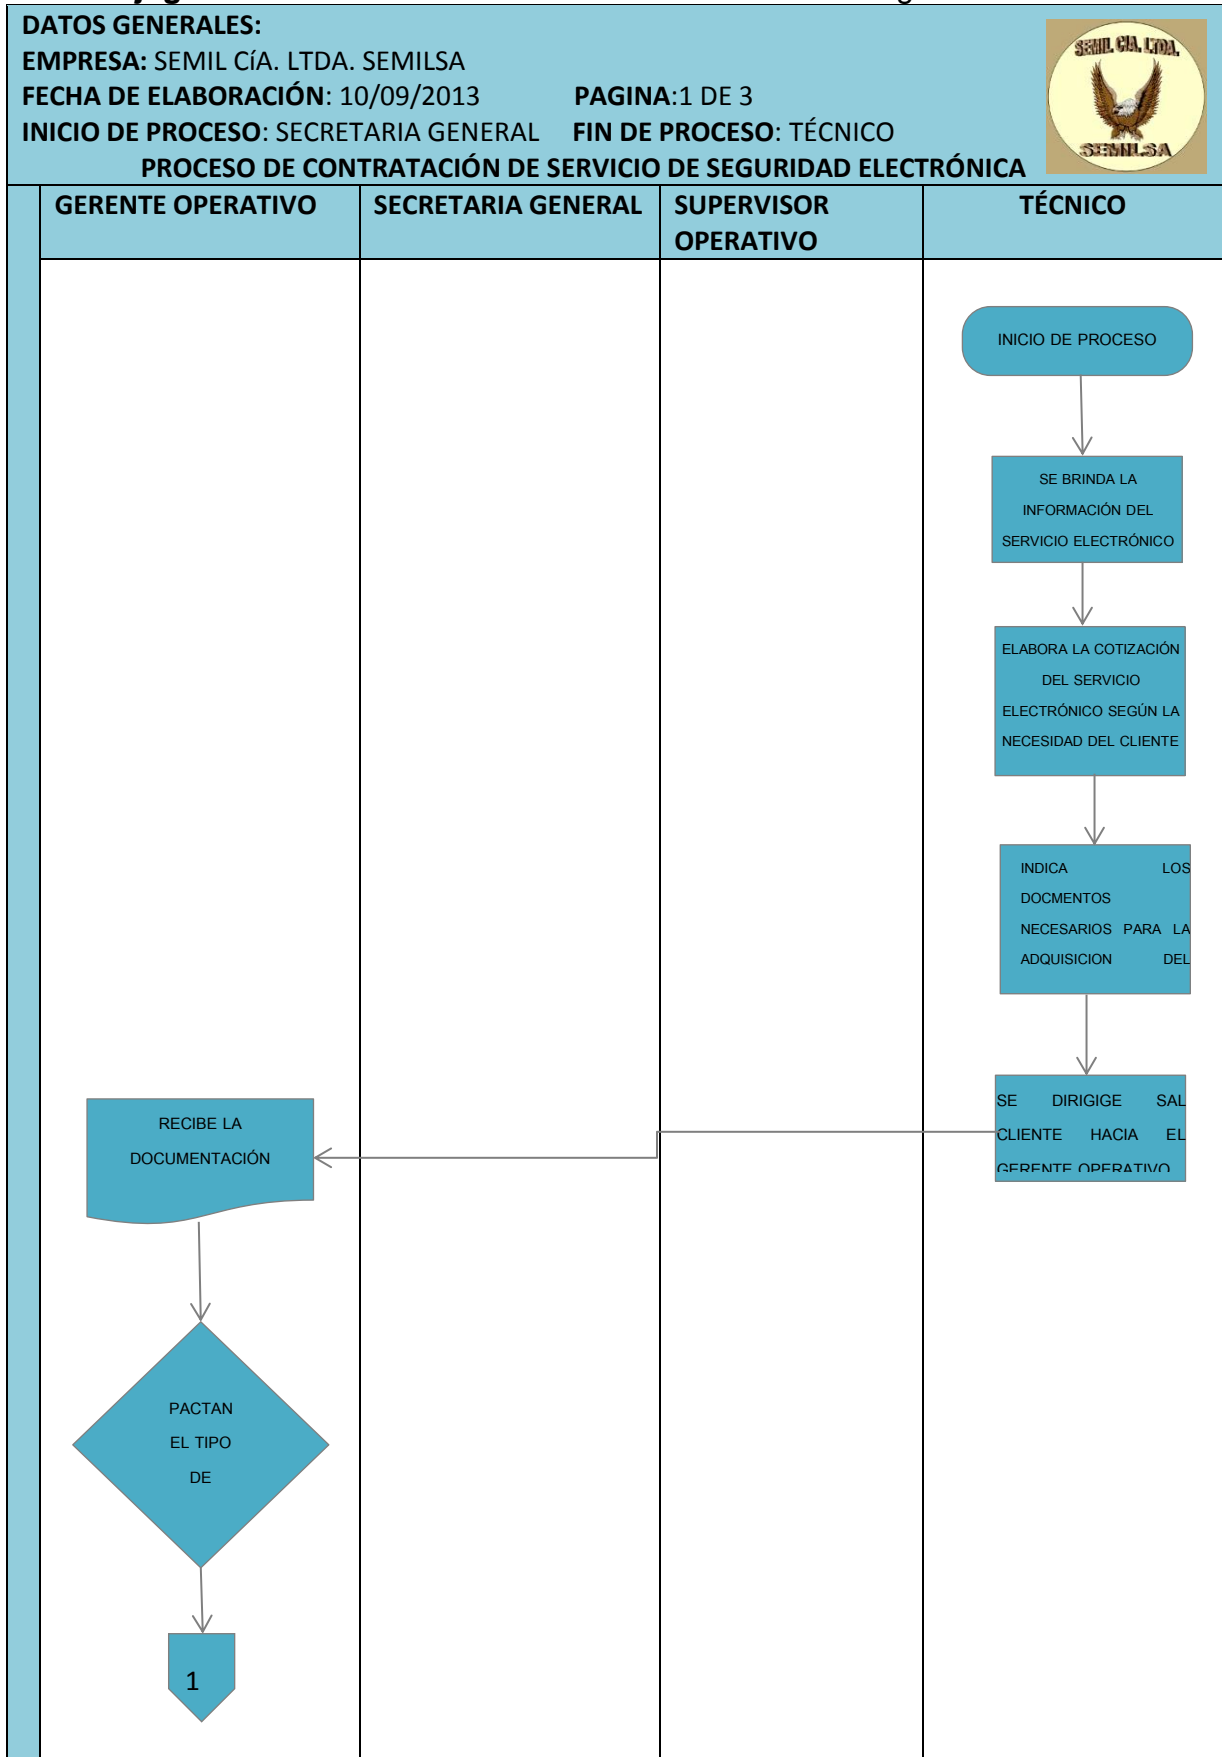 DATOS GENERALES:
EMPRESA: SEMIL CíA. LTDA. SEMILSA
FECHA DE ELABORACIÓN: 10/09/2013 PAGINA:1 DE 3
INICIO DE PROCESO: SECRETARIA GENERAL FIN DE PROCESO: TÉCNICO
PROCESO DE CONTRATACIÓN DE SERVICIO DE SEGURIDAD ELECTRÓNICA
SEMIL CIA. LTDA.
SEMILSA
GERENTE OPERATIVO SECRETARIA GENERAL SUPERVISOR TÉCNICO
OPERATIVO
INICIO DE PROCESO
SE BRINDA LA
INFORMACIÓN DEL
SERVICIO ELECTRÓNICO
ELABORA LA COTIZACIÓN
DEL SERVICIO
ELECTRÓNICO SEGÚN LA
NECESIDAD DEL CLIENTE
INDICA LOS
DOCMENTOS
NECESARIOS PARA LA
ADQUISICION DEL
SE DIRIGIGE SAL
CLIENTE HACIA EL
GERENTE OPERATIVO
RECIBE LA
DOCUMENTACIÓN
PACTAN
EL TIPO
DE
1